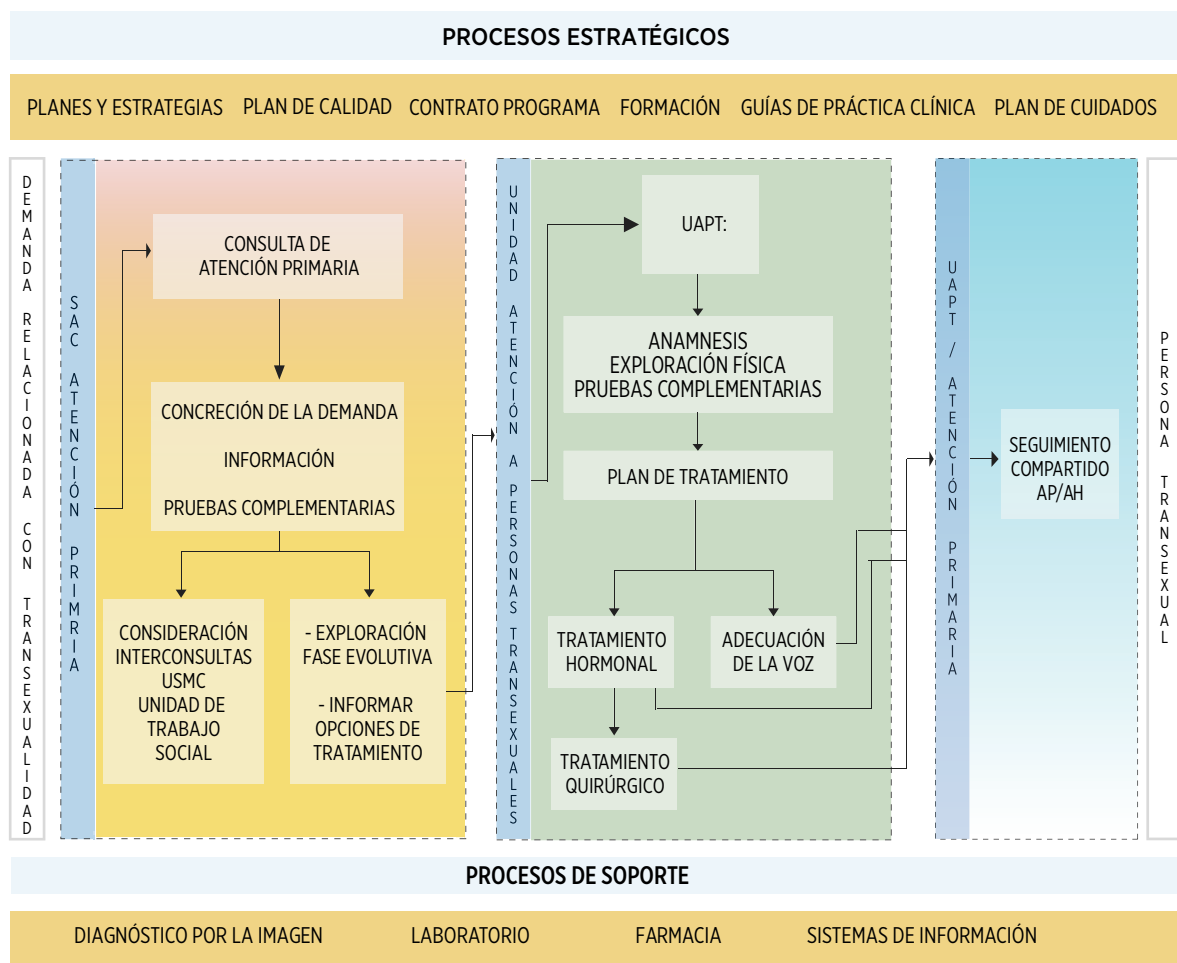 PROCESOS ESTRATÉGICOS
PLANES Y ESTRATEGIAS PLAN DE CALIDAD CONTRATO PROGRAMA FORMACIÓN GUÍAS DE PRÁCTICA CLÍNICA PLAN DE CUIDADOS
DEMANDA RELACIONADA CON TRANSEXUALIDAD
SAC ATENCIÓN PRIMRIA
CONSULTA DE
ATENCIÓN PRIMARIA
CONCRECIÓN DE LA DEMANDA
INFORMACIÓN
PRUEBAS COMPLEMENTARIAS
CONSIDERACIÓN
INTERCONSULTAS
USMC
UNIDAD DE
TRABAJO
SOCIAL
- EXPLORACIÓN
FASE EVOLUTIVA
- INFORMAR
OPCIONES DE
TRATAMIENTO
UNIDAD ATENCIÓN A PERSONAS TRANSEXUALES
UAPT:
ANAMNESIS
EXPLORACIÓN FÍSICA
PRUEBAS COMPLEMENTARIAS
PLAN DE TRATAMIENTO
TRATAMIENTO
HORMONAL
ADECUACIÓN
DE LA VOZ
TRATAMIENTO
QUIRÚRGICO
UAPT / ATENCIÓN PRIMARIA
SEGUIMIENTO
COMPARTIDO
AP/AH
PERSONA TRANSEXUAL
PROCESOS DE SOPORTE
DIAGNÓSTICO POR LA IMAGEN LABORATORIO FARMACIA SISTEMAS DE INFORMACIÓN